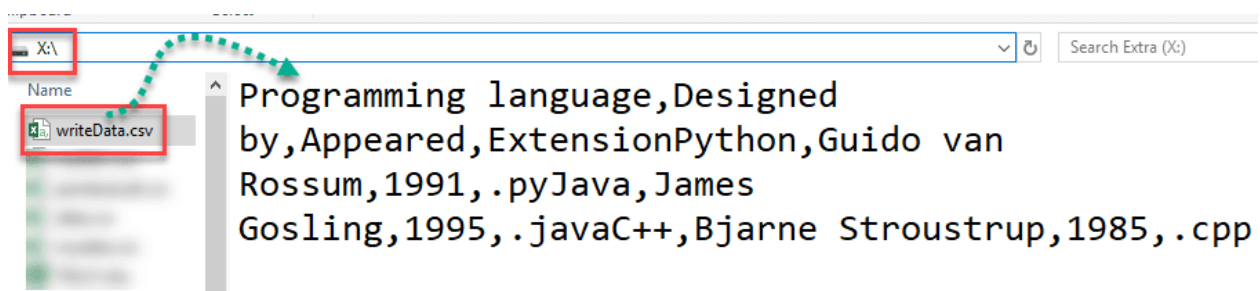 X:\
Search Extra (X:)
Name
writeData.csv
Programming language,Designed
by,Appeared,ExtensionPython,Guido van
Rossum,1991,.pyJava,James
Gosling,1995,.javaC++,Bjarne Stroustrup,1985,.cpp